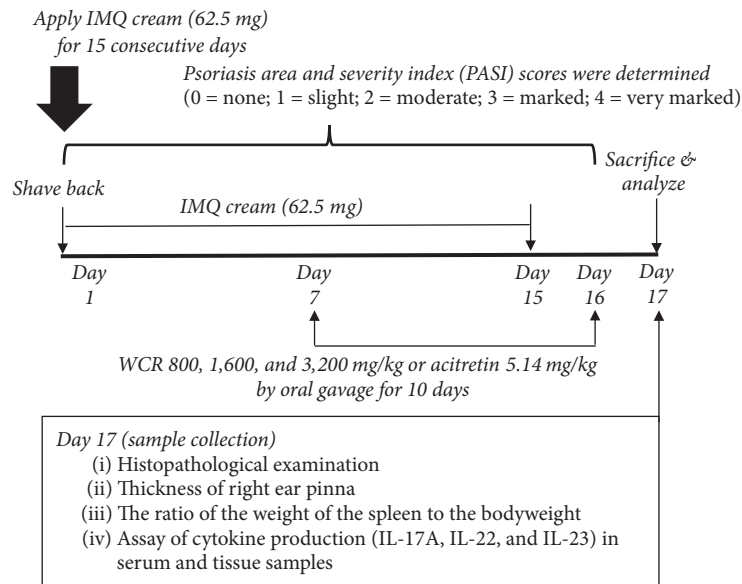 Apply IMQ cream (62.5 mg)
for 15 consecutive days
Psoriasis area and severity index (PASI) scores were determined
(0 = none; 1 = slight; 2 = moderate; 3 = marked; 4 = very marked)
Shave back
Sacrifice &
analyze
IMQ cream (62.5 mg)
Day
1
Day
7
Day
15
Day
16
Day
17
WCR 800, 1,600, and 3,200 mg/kg or acitretin 5.14 mg/kg
by oral gavage for 10 days
Day 17 (sample collection)
(i) Histopathological examination
(ii) Thickness of right ear pinna
(iii) The ratio of the weight of the spleen to the bodyweight
(iv) Assay of cytokine production (IL-17A, IL-22, and IL-23) in
serum and tissue samples